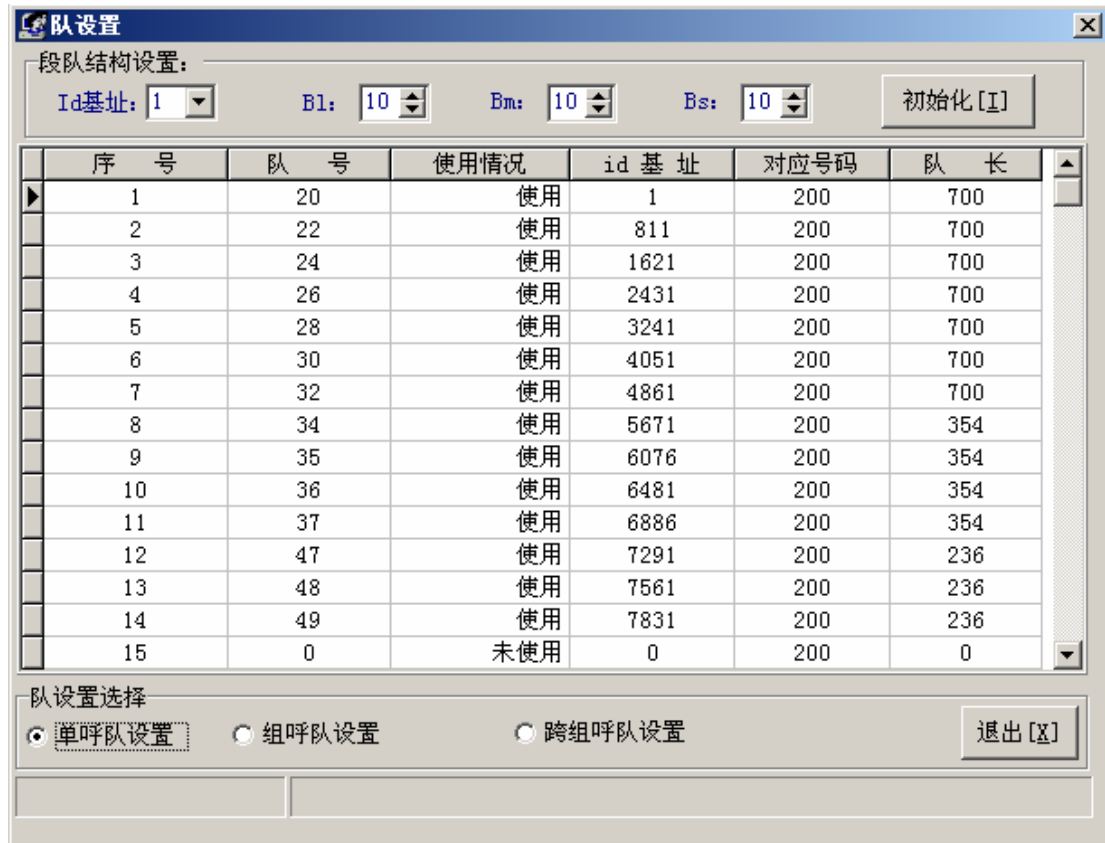 队设置
段队结构设置:
Id基址: 1 Bl: 10 Bm: 10 Bs: 10 初始化[I]
序 号 队 号 使用情况 id 基 址 对应号码 队 长
1 20 使用 1 200 700
2 22 使用 811 200 700
3 24 使用 1621 200 700
4 26 使用 2431 200 700
5 28 使用 3241 200 700
6 30 使用 4051 200 700
7 32 使用 4861 200 700
8 34 使用 5671 200 354
9 35 使用 6076 200 354
10 36 使用 6481 200 354
11 37 使用 6886 200 354
12 47 使用 7291 200 236
13 48 使用 7561 200 236
14 49 使用 7831 200 236
15 0 未使用 0 200 0
队设置选择
单呼队设置 组呼队设置 跨组呼队设置 退出[X]